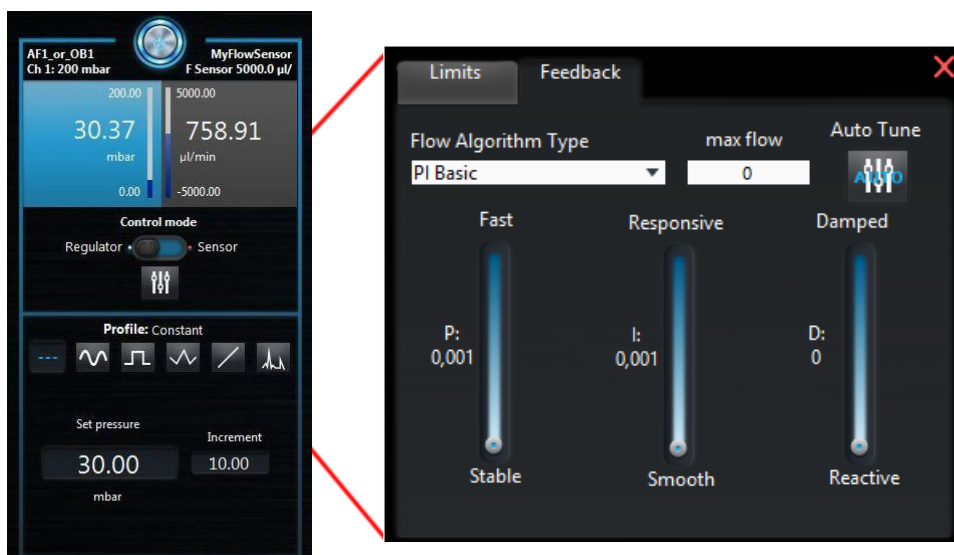 AF1_or_OB1
Ch 1: 200 mbar
MyFlowSensor
F Sensor 5000.0 µl/
200.00
30.37
mbar
0.00
5000.00
758.91
µl/min
-5000.00
Control mode
Regulator
Sensor
Profile: Constant
---
Set pressure
30.00
mbar
Increment
10.00
Limits
Feedback
Flow Algorithm Type
PI Basic
max flow
0
Auto Tune
AUTO
Fast
P:
0,001
Stable
Responsive
I:
0,001
Smooth
Damped
D:
0
Reactive